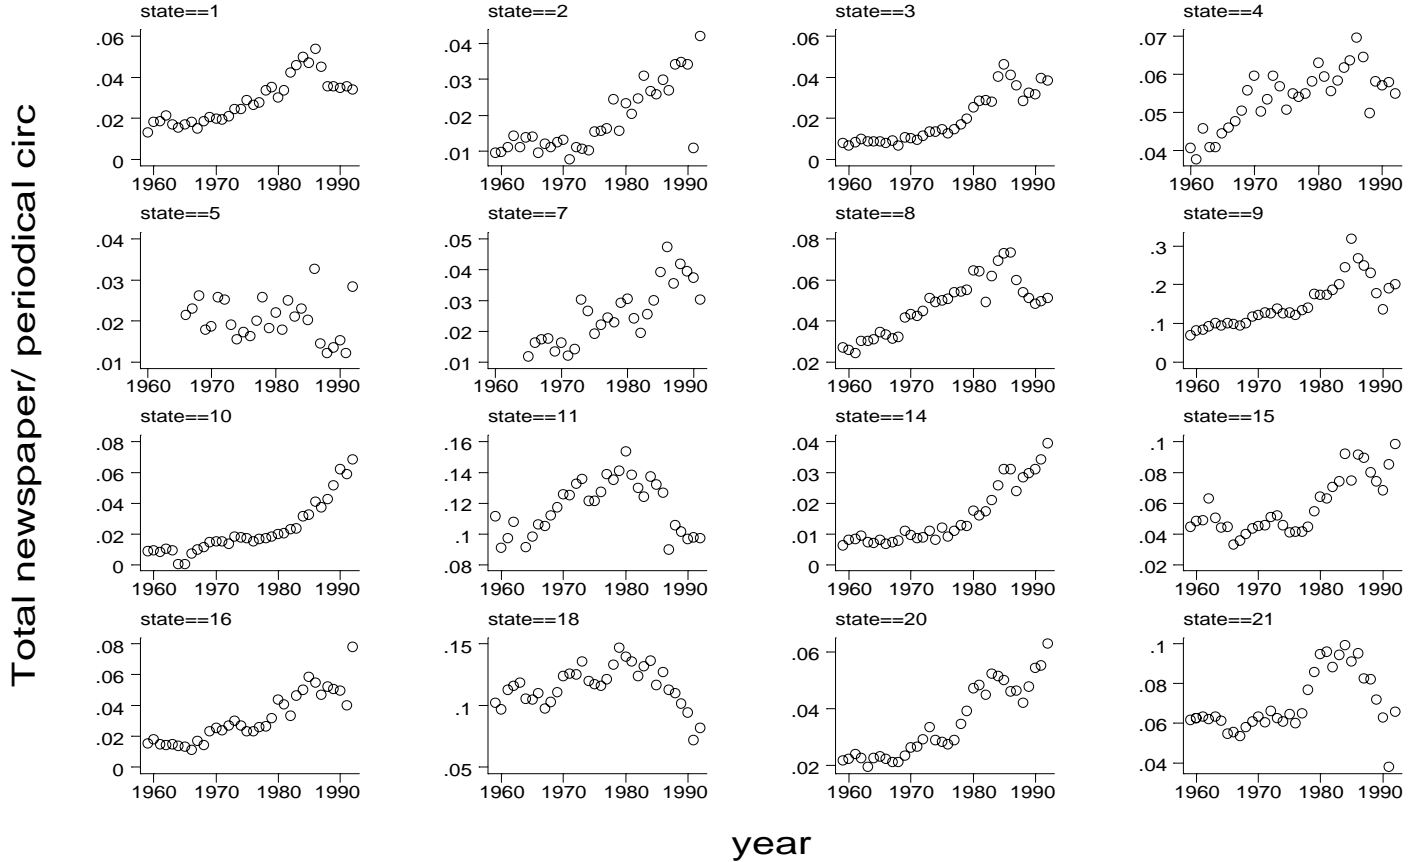 Total newspaper/ periodical circ
state==1
.06
.04
.02
0
1960 1970 1980 1990
state==2
.04
.03
.02
.01
1960 1970 1980 1990
state==3
.06
.04
.02
0
1960 1970 1980 1990
state==4
.07
.06
.05
.04
1960 1970 1980 1990
state==5
.04
.03
.02
.01
1960 1970 1980 1990
state==7
.05
.04
.03
.02
.01
1960 1970 1980 1990
state==8
.08
.06
.04
.02
1960 1970 1980 1990
state==9
.3
.2
.1
0
1960 1970 1980 1990
state==10
.08
.06
.04
.02
0
1960 1970 1980 1990
state==11
.16
.14
.12
.1
.08
1960 1970 1980 1990
state==14
.04
.03
.02
.01
0
1960 1970 1980 1990
state==15
.1
.08
.06
.04
.02
1960 1970 1980 1990
state==16
.08
.06
.04
.02
0
1960 1970 1980 1990
state==18
.15
.1
.05
1960 1970 1980 1990
state==20
.06
.04
.02
1960 1970 1980 1990
state==21
.1
.08
.06
.04
1960 1970 1980 1990
year